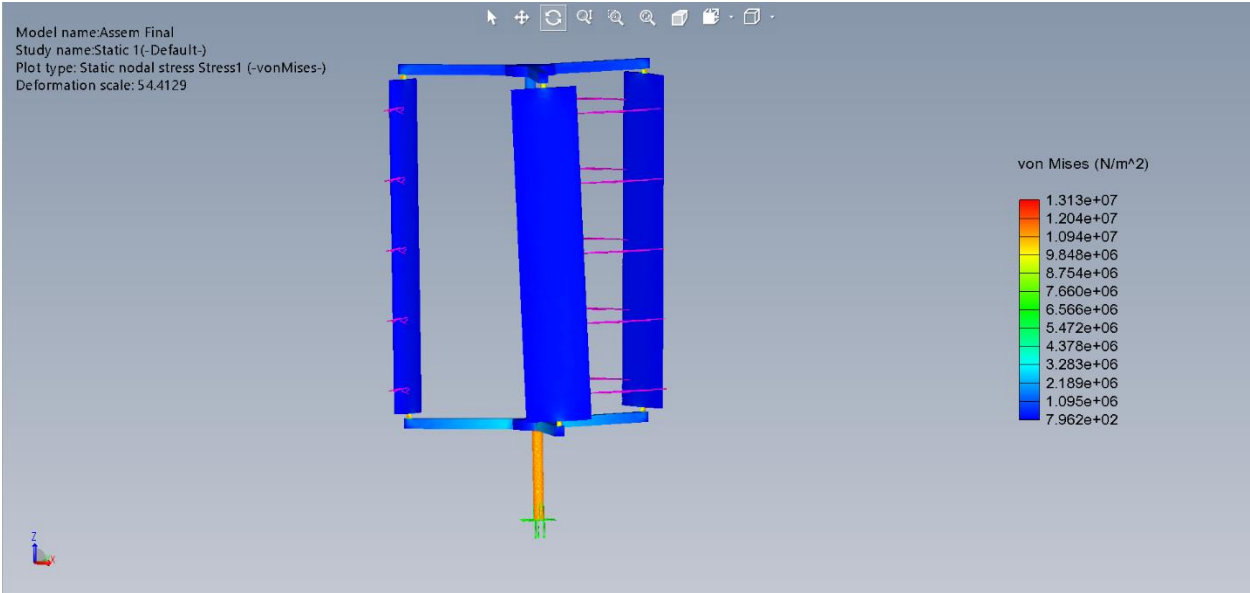 Model name:Assem Final
Study name:Static 1(-Default-)
Plot type: Static nodal stress Stress1 (-vonMises-)
Deformation scale: 54.4129
von Mises (N/m^2)
1.313e+07
1.204e+07
1.094e+07
9.848e+06
8.754e+06
7.660e+06
6.566e+06
5.472e+06
4.378e+06
3.283e+06
2.189e+06
1.095e+06
7.962e+02
Z
X